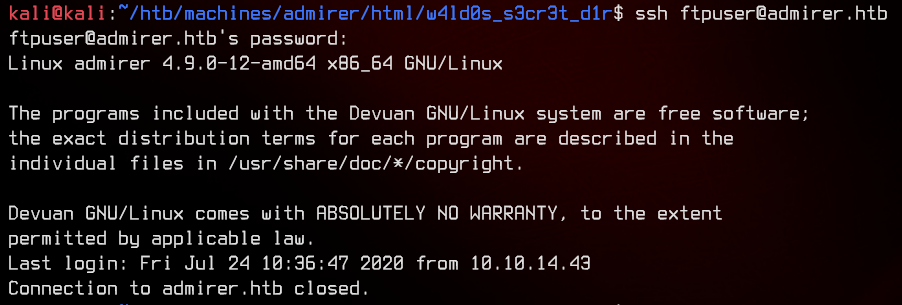 kali@kali:~/htb/machines/admirer/html/w4ld0s_s3cr3t_d1r$ ssh ftpuser@admirer.htb
ftpuser@admirer.htb's password:
Linux admirer 4.9.0-12-amd64 x86_64 GNU/Linux
The programs included with the Devuan GNU/Linux system are free software;
the exact distribution terms for each program are described in the
individual files in /usr/share/doc/*/copyright.
Devuan GNU/Linux comes with ABSOLUTELY NO WARRANTY, to the extent
permitted by applicable law.
Last login: Fri Jul 24 10:36:47 2020 from 10.10.14.43
Connection to admirer.htb closed.